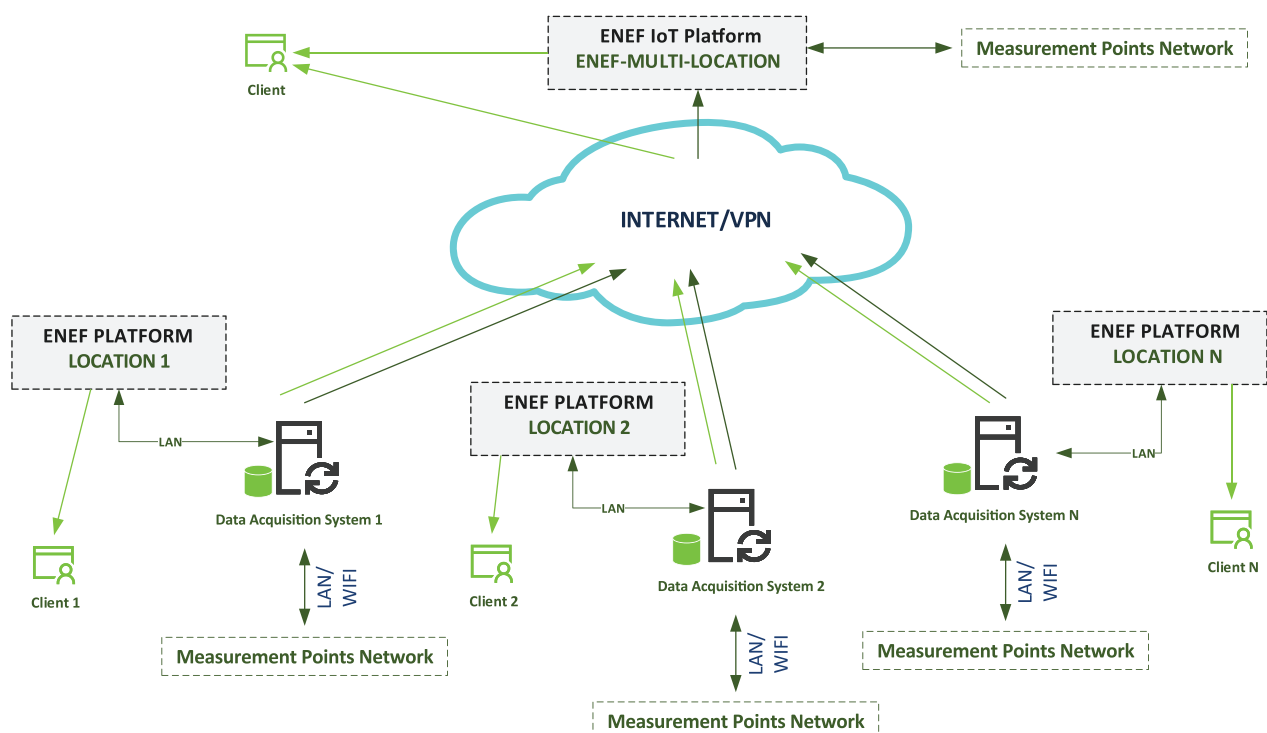 ENEF IoT Platform
ENEF-MULTI-LOCATION
Measurement Points Network
Client
INTERNET/VPN
ENEF PLATFORM
LOCATION 1
ENEF PLATFORM
LOCATION N
ENEF PLATFORM
LOCATION 2
LAN
LAN
LAN
Data Acquisition System 1
Data Acquisition System N
Data Acquisition System 2
Client 1
Client 2
Client N
LAN/
WIFI
LAN/
WIFI
LAN/
WIFI
Measurement Points Network
Measurement Points Network
Measurement Points Network